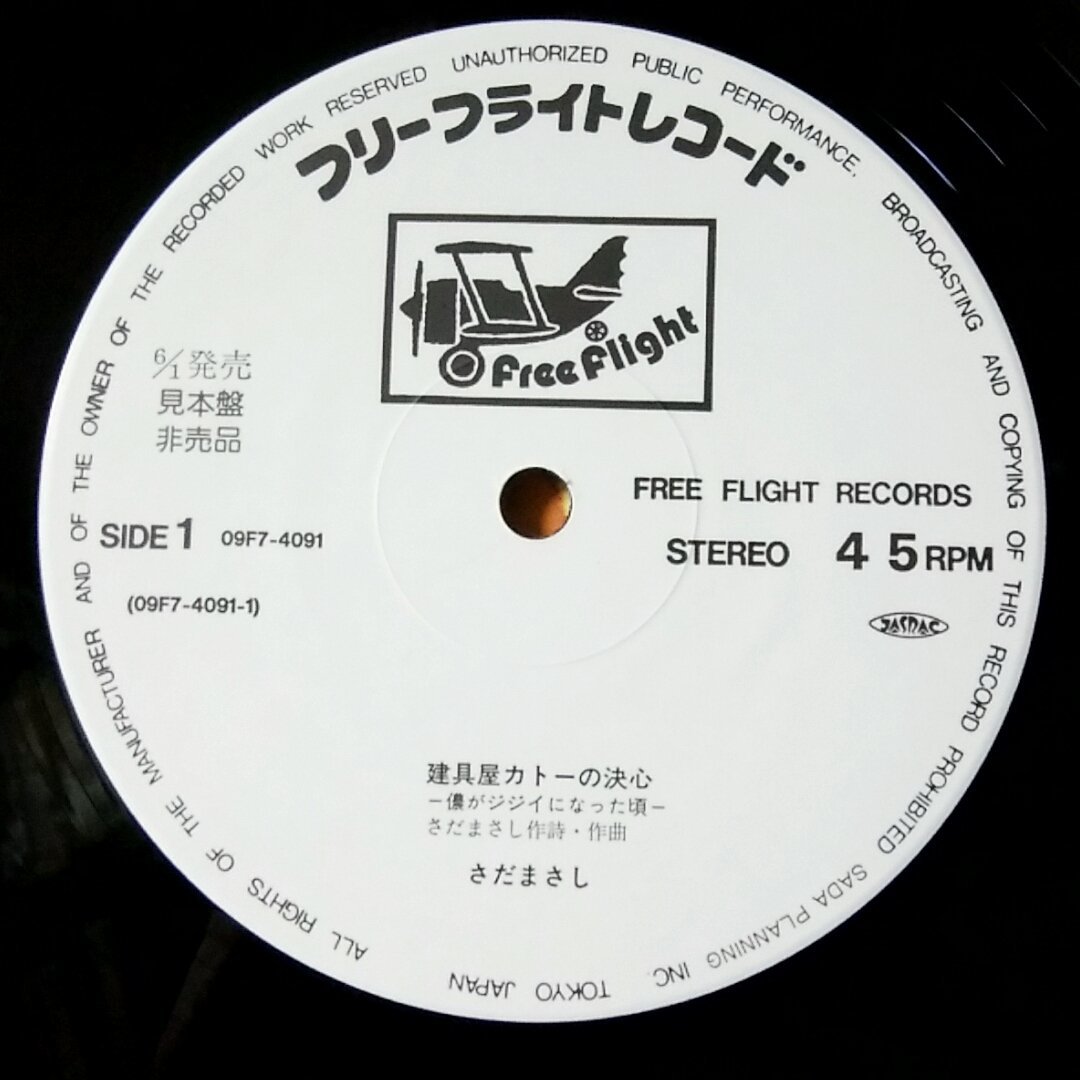 ALL RIGHTS OF THE MANUFACTURER AND OF THE OWNER OF THE RECORDED WORK RESERVED UNAUTHORIZED PUBLIC PERFORMANCE, BROADCASTING AND COPYING OF THIS RECORD PROHIBITED SADA PLANNING INC. TOKYO JAPAN
フリーフライトレコード
Free Flight
6/1発売
見本盤
非売品
FREE FLIGHT RECORDS
SIDE 1 09F7-4091
STEREO 45RPM
(09F7-4091-1)
JASRAC
建具屋カトーの決心
−儂がジジイになった頃−
さだまさし作詩・作曲
さだまさし